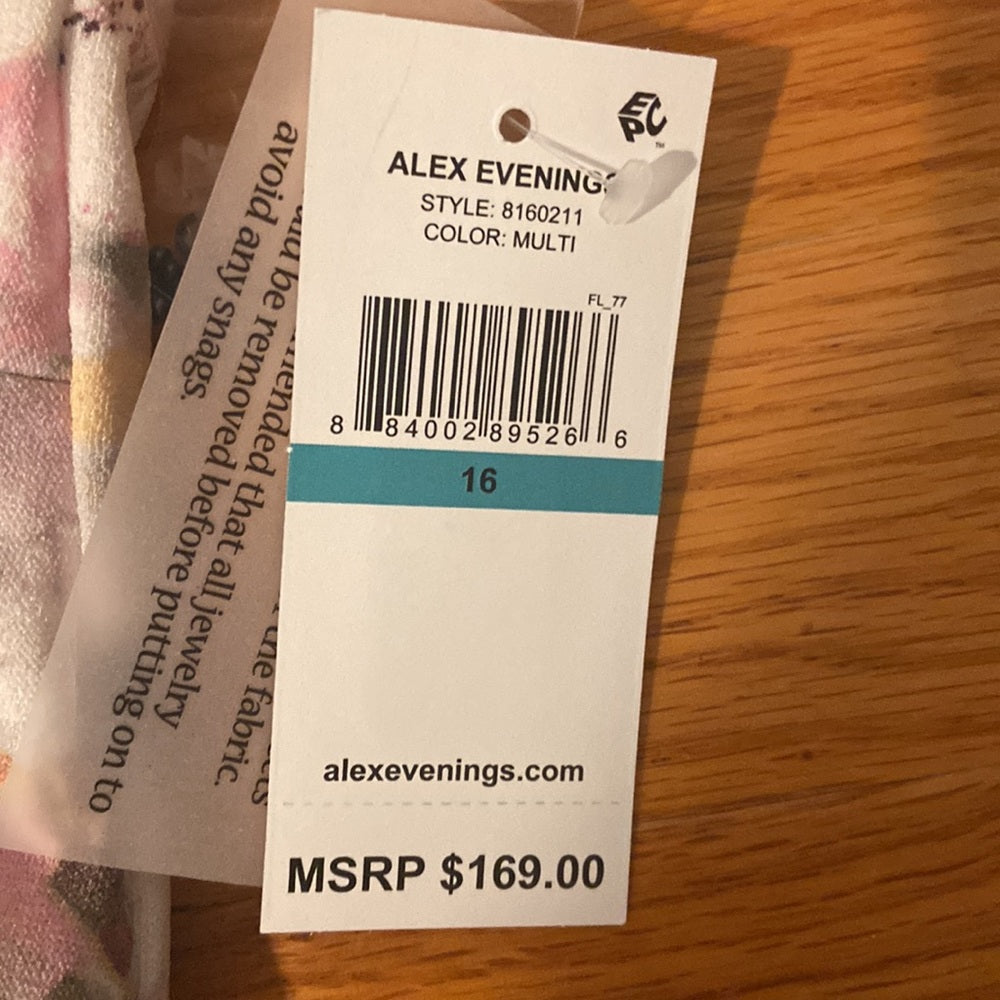 EPC™
ALEX EVENINGS
STYLE: 8160211
COLOR: MULTI
FL_77
8 84002 89526 6
16
alexevenings.com
MSRP $169.00
the fabric.
that all jewelry
be removed before putting on to
avoid any snags.